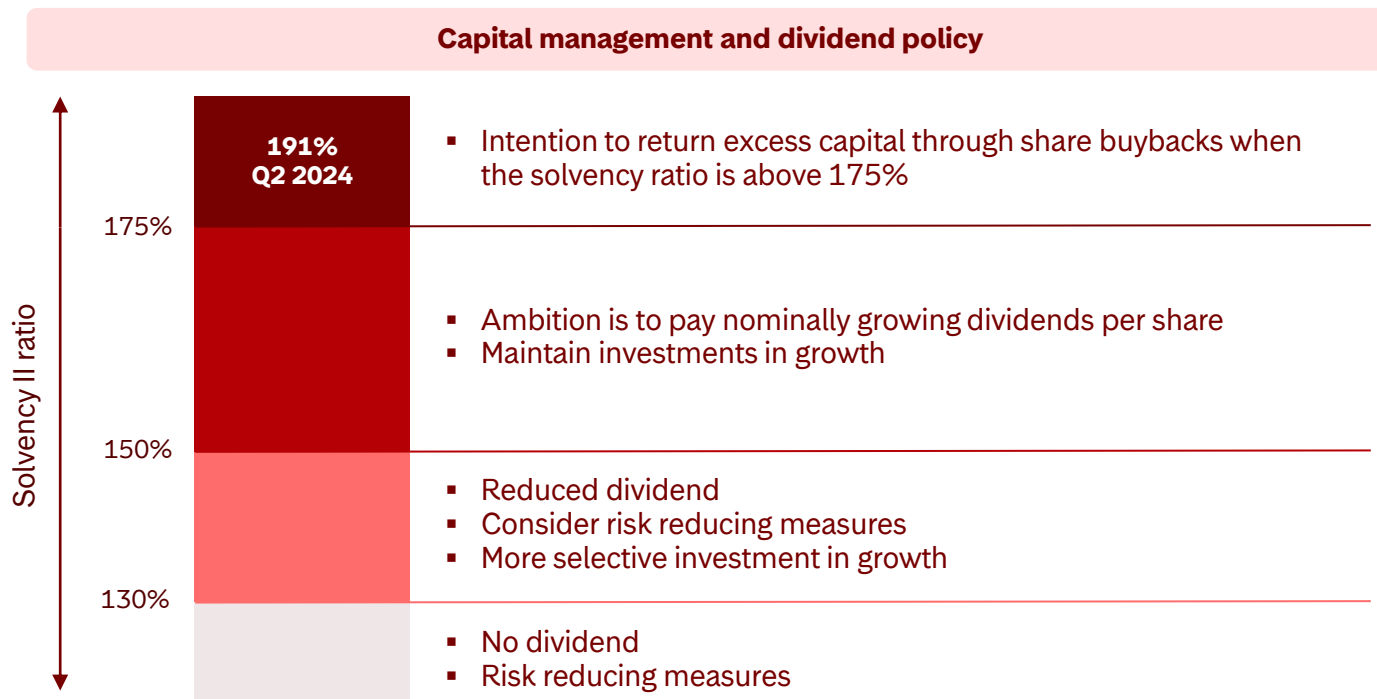 Capital management and dividend policy
Solvency II ratio
191%
Q2 2024
▪ Intention to return excess capital through share buybacks when
the solvency ratio is above 175%
175%
▪ Ambition is to pay nominally growing dividends per share
▪ Maintain investments in growth
150%
▪ Reduced dividend
▪ Consider risk reducing measures
▪ More selective investment in growth
130%
▪ No dividend
▪ Risk reducing measures